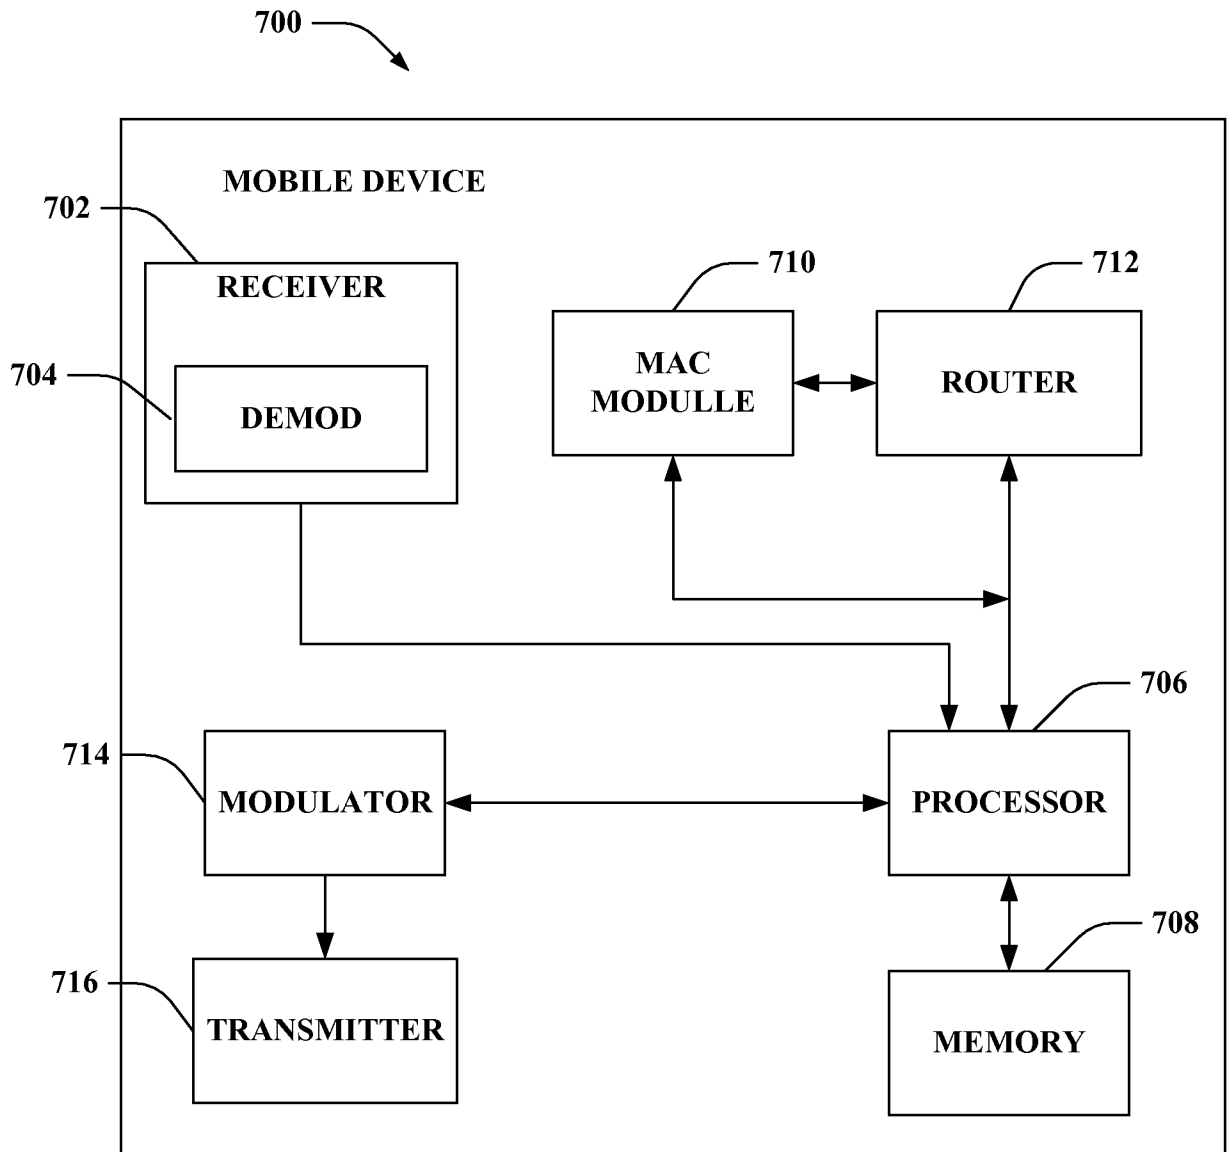 700
MOBILE DEVICE
702
RECEIVER
704
DEMOD
710
MAC
MODULLE
712
ROUTER
706
PROCESSOR
714
MODULATOR
708
MEMORY
716
TRANSMITTER